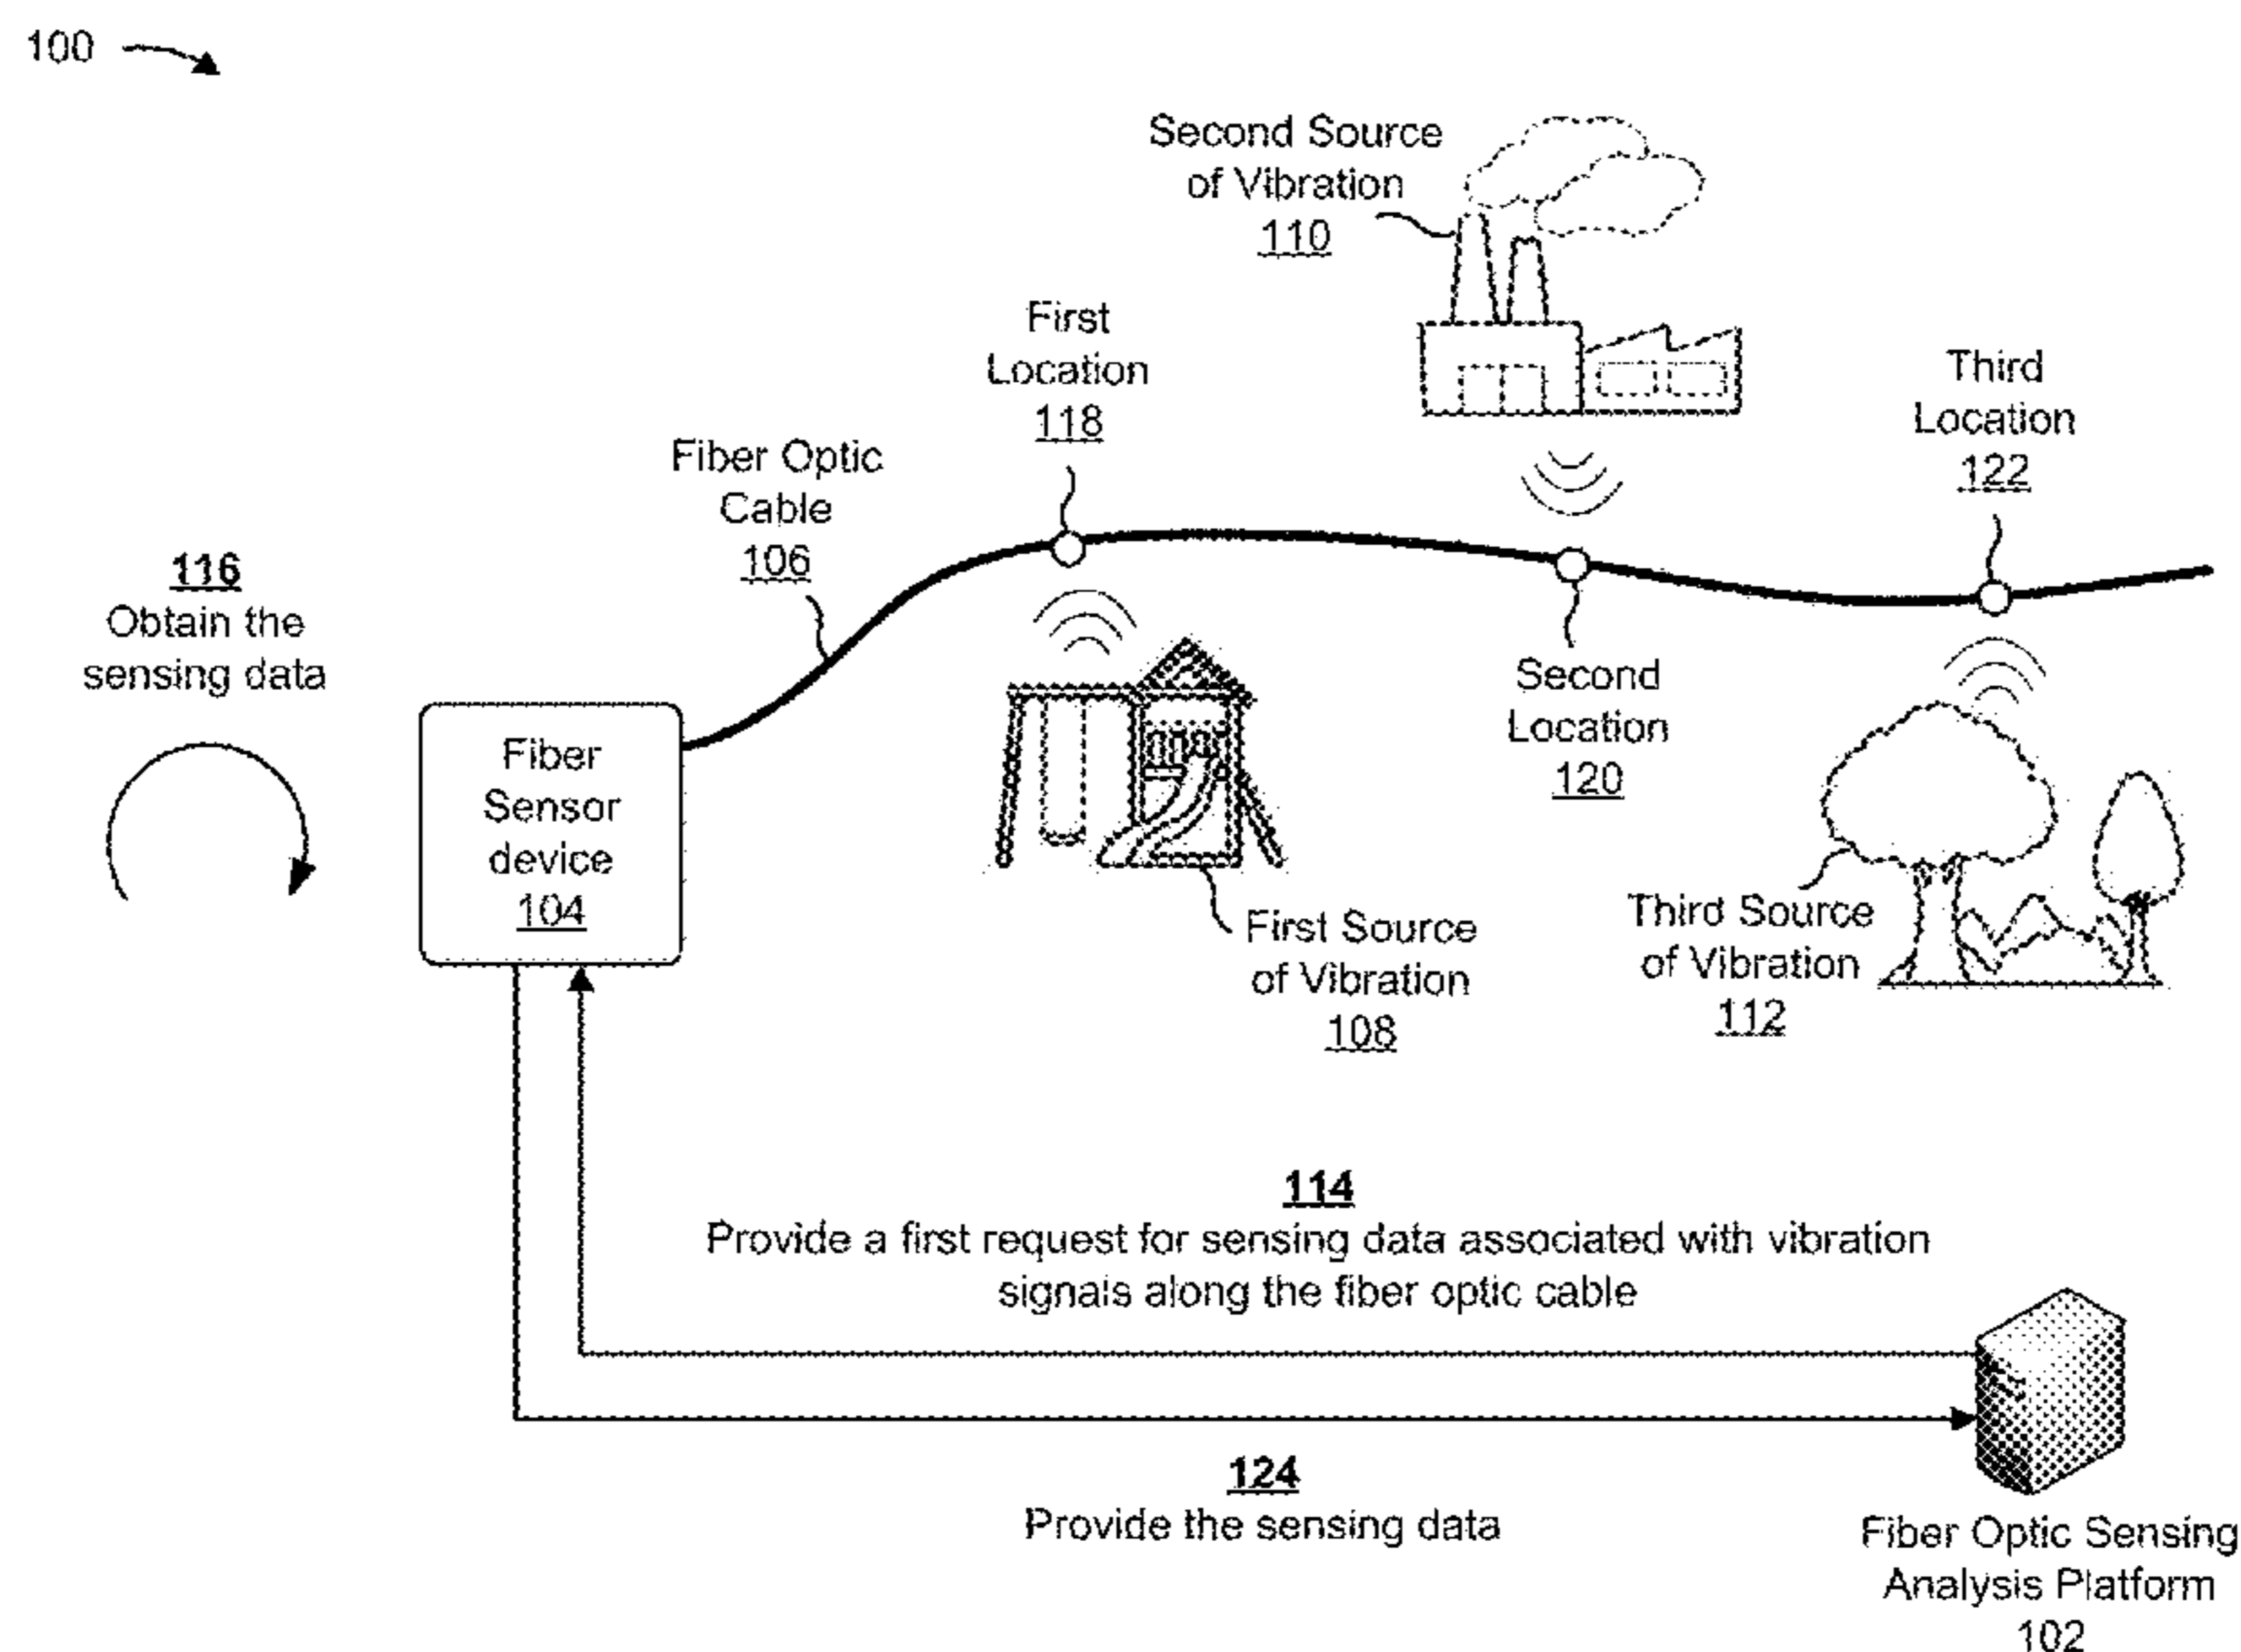 100
Second Source
of Vibration
110
First
Location
118
Third
Location
122
Fiber Optic
Cable
106
116
Obtain the
sensing data
Second
Location
120
Fiber
Sensor
device
104
First Source
of Vibration
108
Third Source
of Vibration
112
114
Provide a first request for sensing data associated with vibration
signals along the fiber optic cable
124
Provide the sensing data
Fiber Optic Sensing
Analysis Platform
102